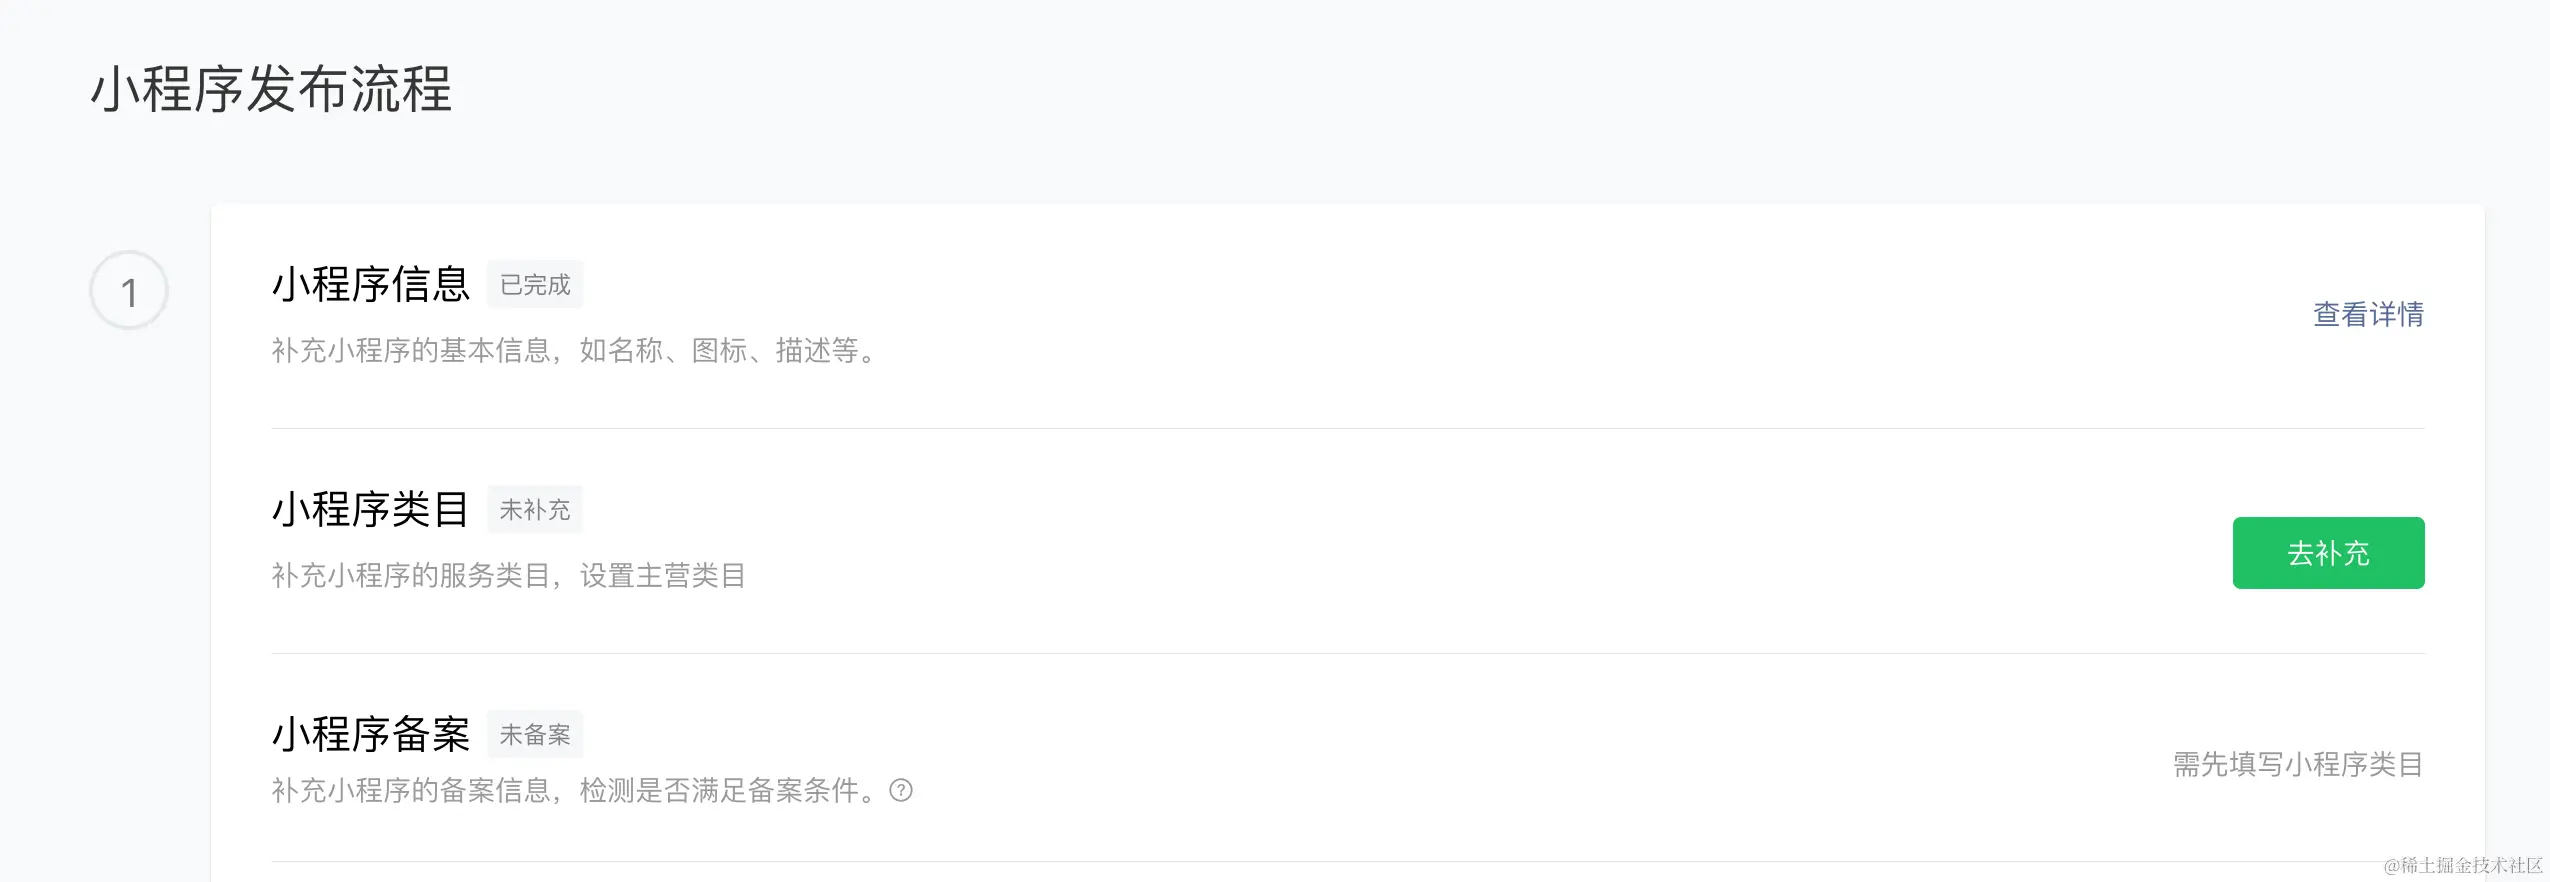 小程序发布流程
1
小程序信息 已完成
查看详情
补充小程序的基本信息，如名称、图标、描述等。
小程序类目 未补充
去补充
补充小程序的服务类目，设置主营类目
小程序备案 未备案
需先填写小程序类目
补充小程序的备案信息，检测是否满足备案条件。?
@稀土掘金技术社区